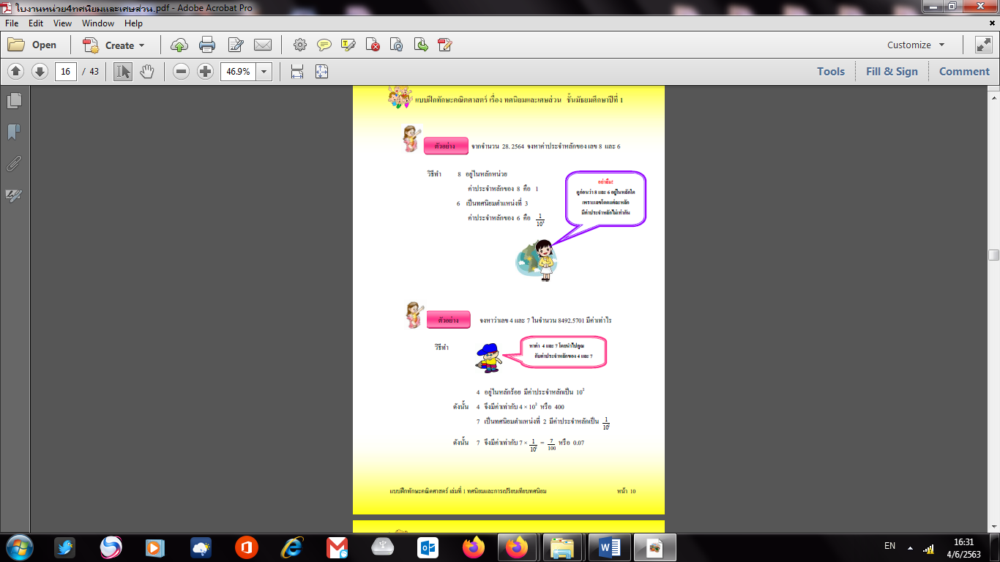 ใบงานหน่วย4ทศนิยมและเศษส่วน.pdf - Adobe Acrobat Pro
File Edit View Window Help
Open Create Customize
16 / 43 46.9% Tools Fill & Sign Comment
แบบฝึกทักษะคณิตศาสตร์ เรื่อง ทศนิยมและเศษส่วน ชั้นมัธยมศึกษาปีที่ 1
ตัวอย่าง จากจำนวน 28. 2564 จงหาค่าประจำหลักของ เลข 8 และ 6
วิธีทำ 8 อยู่ในหลักหน่วย
ค่าประจำหลักของ 8 คือ 1
6 เป็นทศนิยมตำแหน่งที่ 3
ค่าประจำหลักของ 6 คือ
อย่าลืม!
ดูก่อนว่า 8 และ 6 อยู่ในหลักใด
เพราะเลขโดดแต่ละหลัก
มีค่าประจำหลักไม่เท่ากัน
ตัวอย่าง จงหาว่าเลข 4 และ 7 ในจำนวน 8492.5701 มีค่าเท่าไร
วิธีทำ
หาค่า 4 และ 7 โดยนำไปคูณ
กับค่าประจำหลักของ 4 และ 7
4 อยู่ในหลักร้อย มีค่าประจำหลักเป็น 10²
ดังนั้น 4 จึงมีค่าเท่ากับ 4 × 10² หรือ 400
7 เป็นทศนิยมตำแหน่งที่ 2 มีค่าประจำหลักเป็น 1/10²
ดังนั้น 7 จึงมีค่าเท่ากับ 7 × 1/10² = 7/100 หรือ 0.07
แบบฝึกทักษะคณิตศาสตร์ เล่มที่ 1 ทศนิยมและการเปรียบเทียบทศนิยม หน้า 10
EN 16:31
4/6/2563